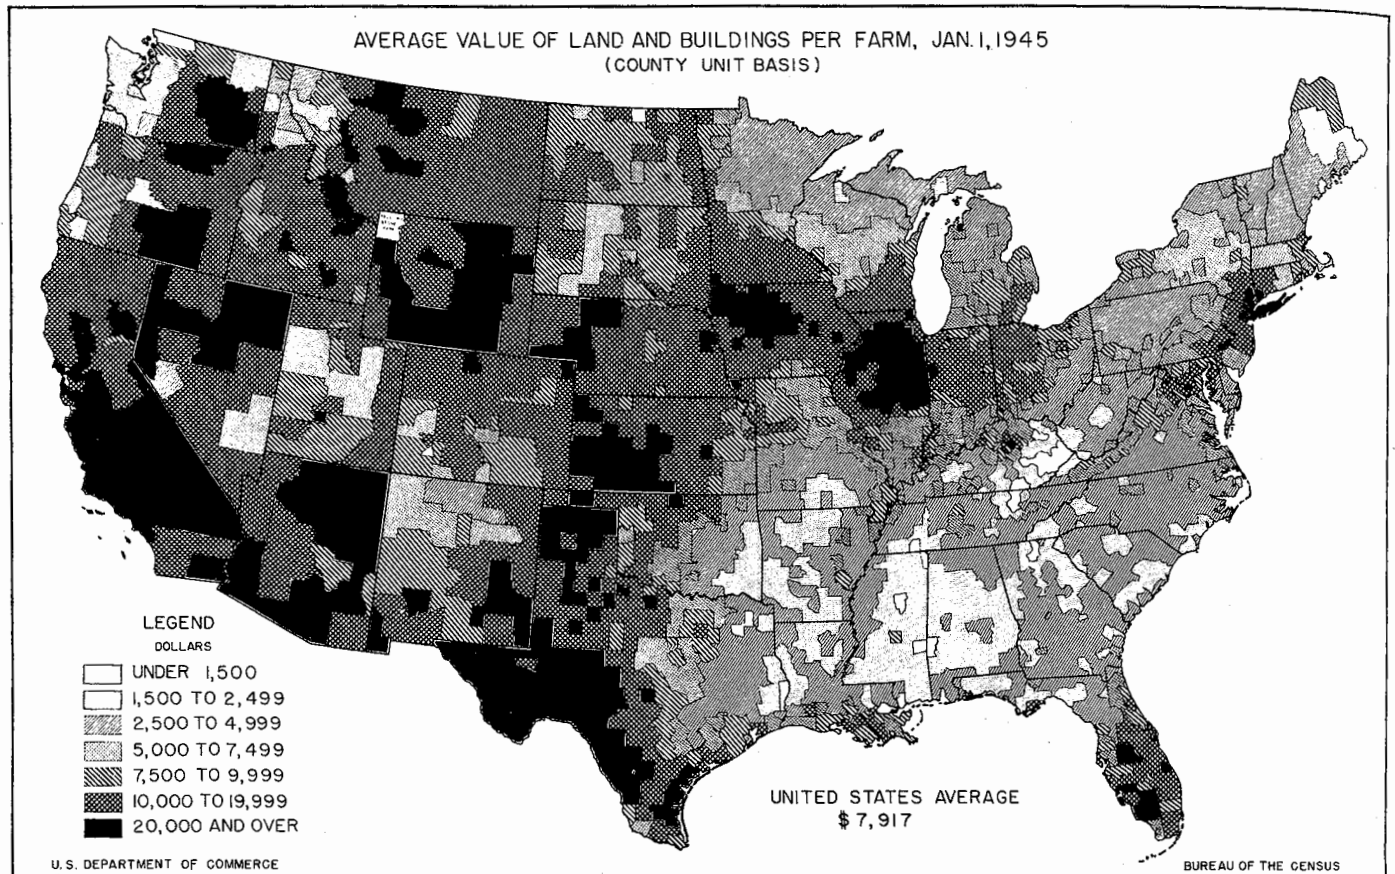 AVERAGE VALUE OF LAND AND BUILDINGS PER FARM, JAN. 1, 1945
(COUNTY UNIT BASIS)
LEGEND
DOLLARS
UNDER 1,500
1,500 TO 2,499
2,500 TO 4,999
5,000 TO 7,499
7,500 TO 9,999
10,000 TO 19,999
20,000 AND OVER
UNITED STATES AVERAGE
$ 7,917
U.S. DEPARTMENT OF COMMERCE
BUREAU OF THE CENSUS